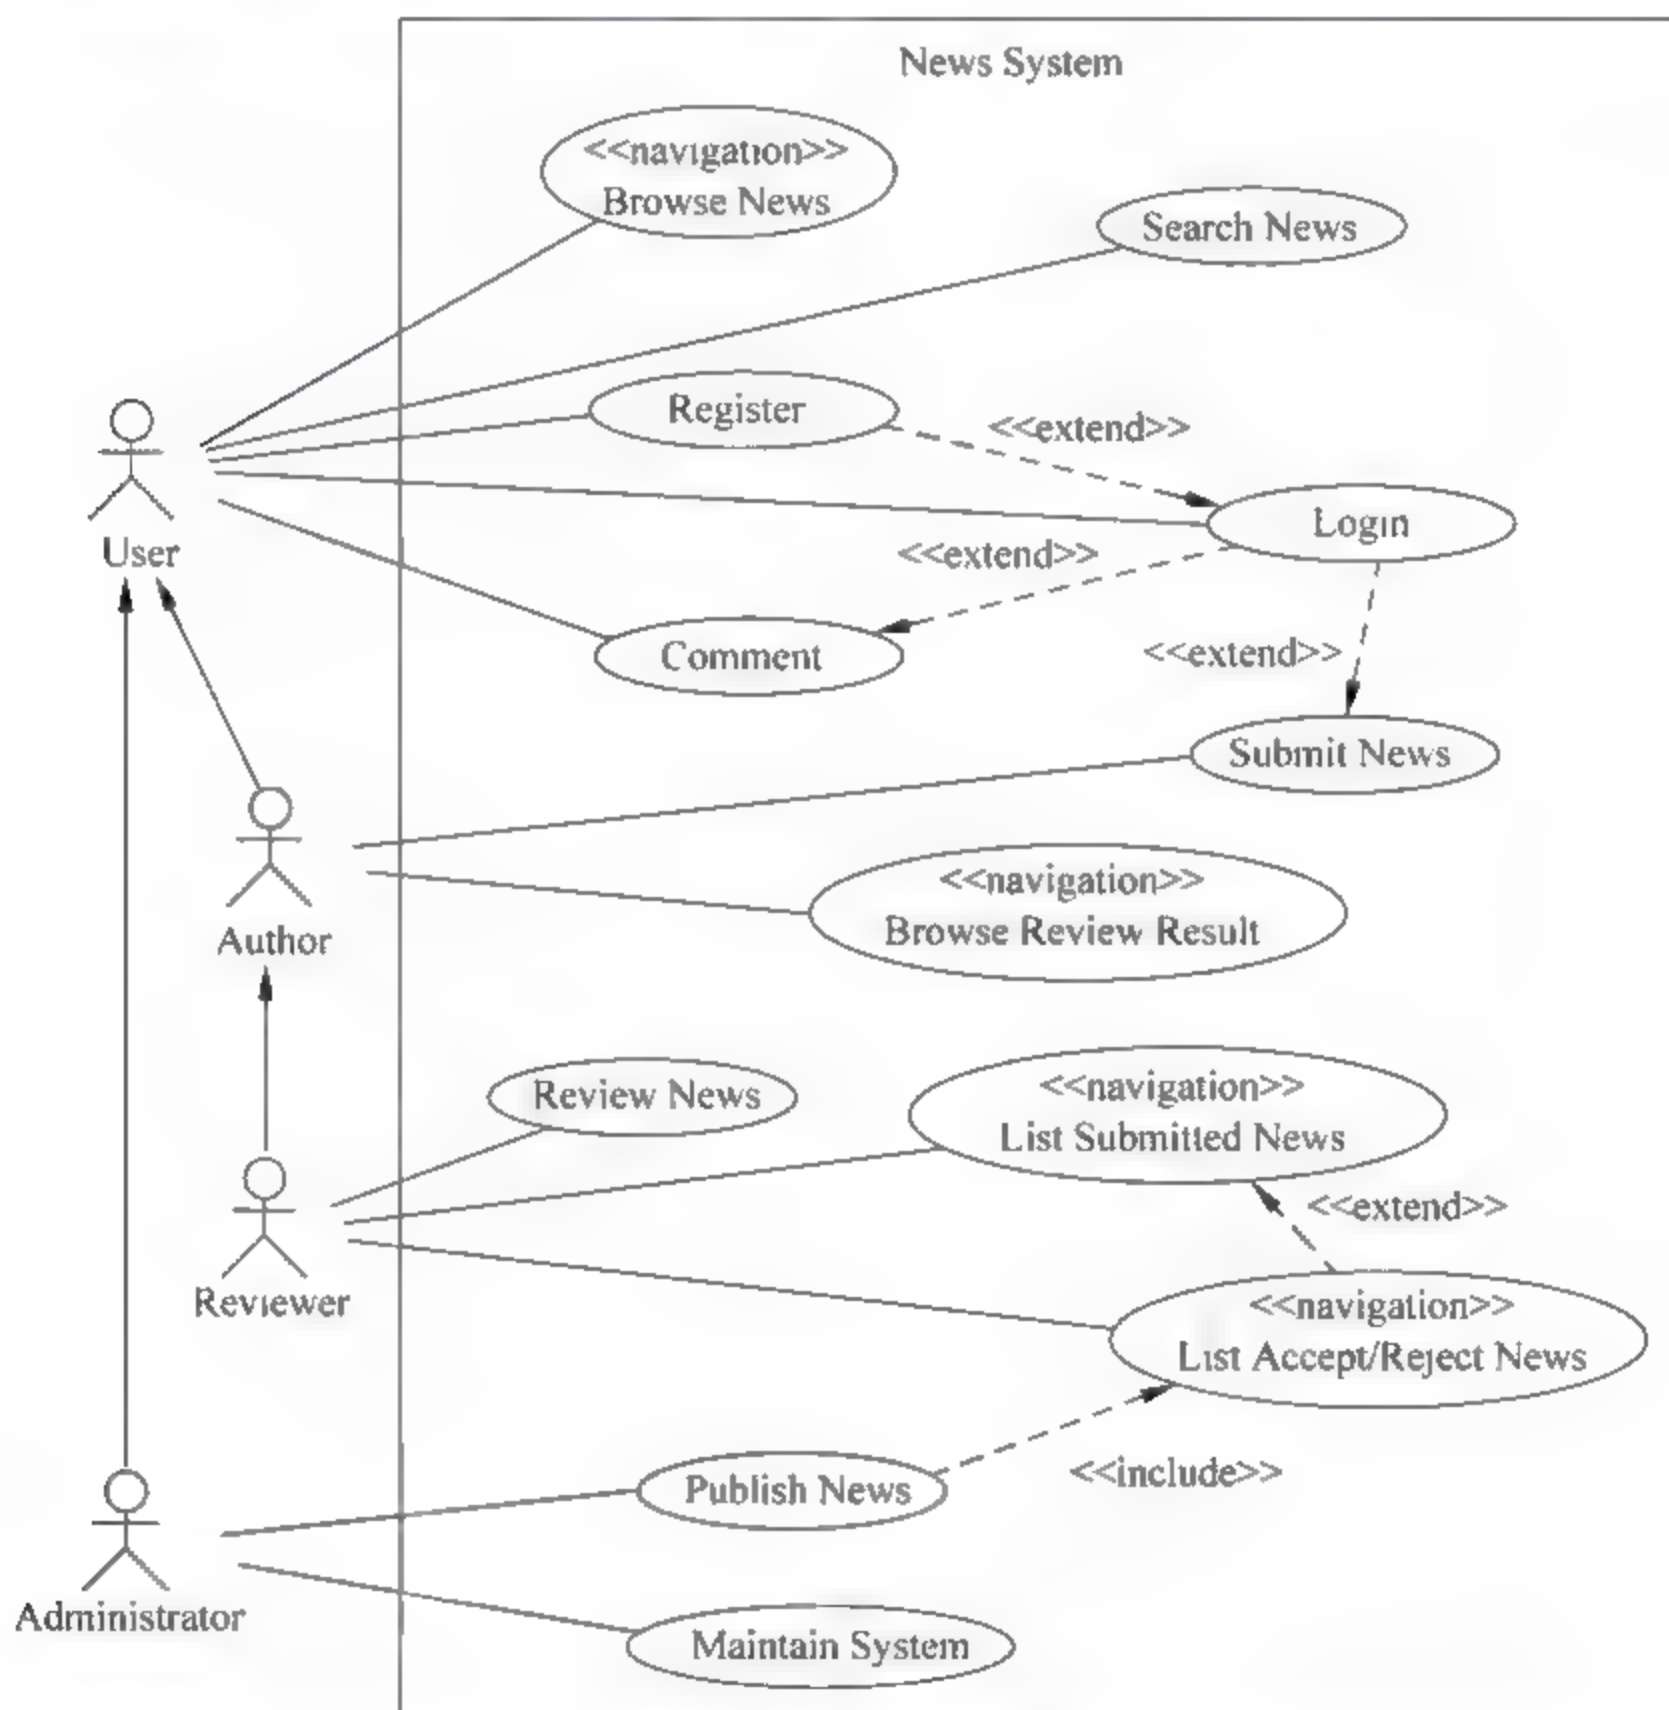 News System
<<navigation>>
Browse News
Search News
Register
<<extend>>
Login
User
<<extend>>
Comment
<<extend>>
Submit News
<<navigation>>
Browse Review Result
Author
Review News
<<navigation>>
List Submitted News
<<extend>>
Reviewer
<<navigation>>
List Accept/Reject News
<<include>>
Publish News
Administrator
Maintain System